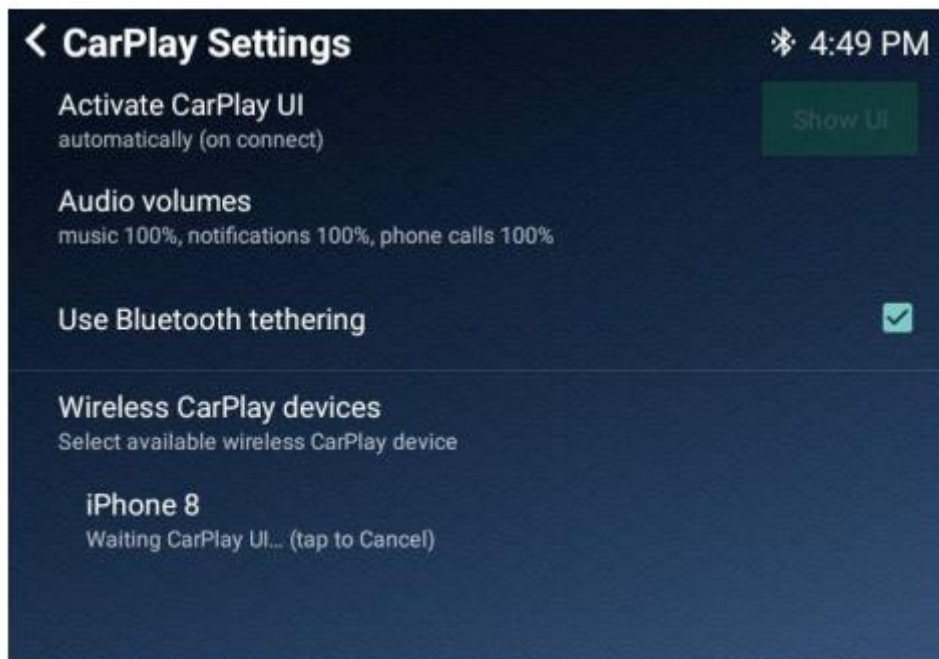 CarPlay Settings
4:49 PM
Activate CarPlay UI
automatically (on connect)
Show UI
Audio volumes
music 100%, notifications 100%, phone calls 100%
Use Bluetooth tethering
Wireless CarPlay devices
Select available wireless CarPlay device
iPhone 8
Waiting CarPlay UI... (tap to Cancel)